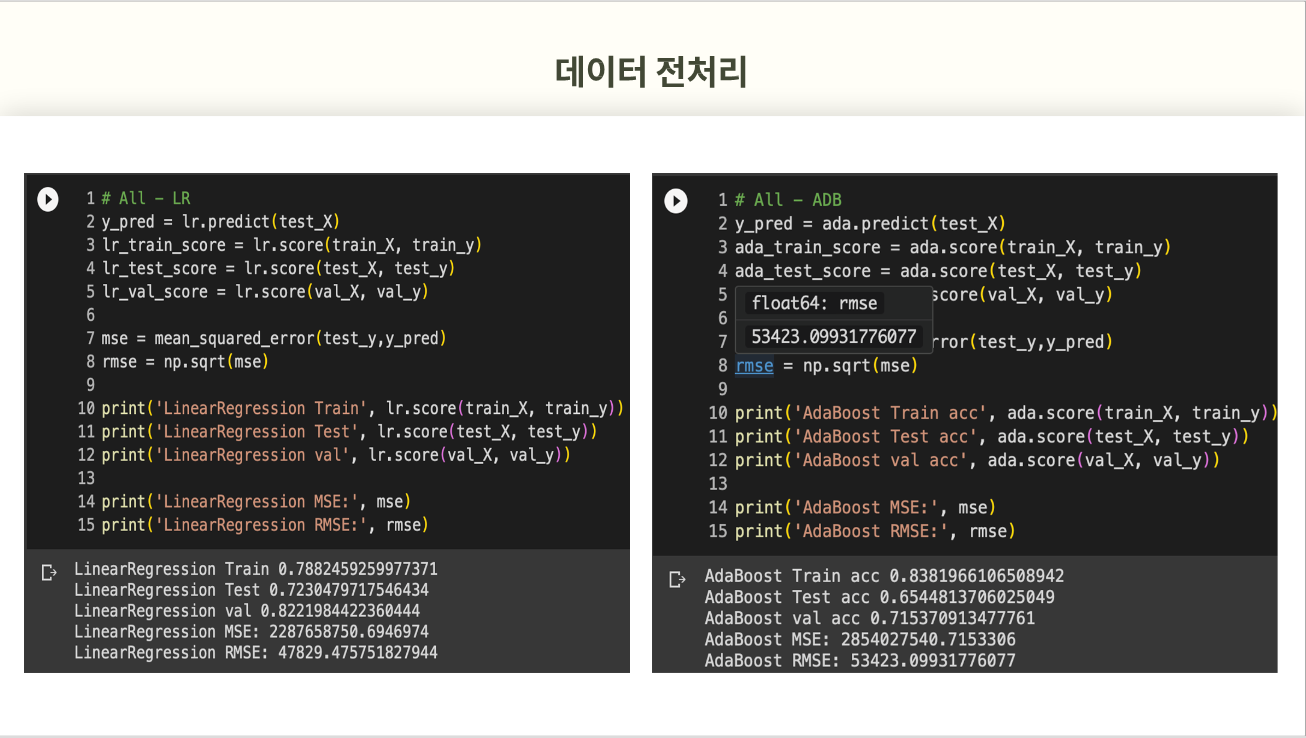 데이터 전처리
1 # All - LR
2 y_pred = lr.predict(test_X)
3 lr_train_score = lr.score(train_X, train_y)
4 lr_test_score = lr.score(test_X, test_y)
5 lr_val_score = lr.score(val_X, val_y)
6
7 mse = mean_squared_error(test_y,y_pred)
8 rmse = np.sqrt(mse)
9
10 print('LinearRegression Train', lr.score(train_X, train_y))
11 print('LinearRegression Test', lr.score(test_X, test_y))
12 print('LinearRegression val', lr.score(val_X, val_y))
13
14 print('LinearRegression MSE:', mse)
15 print('LinearRegression RMSE:', rmse)
LinearRegression Train 0.7882459259977371
LinearRegression Test 0.7230479717546434
LinearRegression val 0.8221984422360444
LinearRegression MSE: 2287658750.6946974
LinearRegression RMSE: 47829.475751827944
1 # All - ADB
2 y_pred = ada.predict(test_X)
3 ada_train_score = ada.score(train_X, train_y)
4 ada_test_score = ada.score(test_X, test_y)
5 score(val_X, val_y)
float64: rmse
6
53423.09931776077
7 rror(test_y,y_pred)
8 rmse = np.sqrt(mse)
9
10 print('AdaBoost Train acc', ada.score(train_X, train_y))
11 print('AdaBoost Test acc', ada.score(test_X, test_y))
12 print('AdaBoost val acc', ada.score(val_X, val_y))
13
14 print('AdaBoost MSE:', mse)
15 print('AdaBoost RMSE:', rmse)
AdaBoost Train acc 0.8381966106508942
AdaBoost Test acc 0.6544813706025049
AdaBoost val acc 0.715370913477761
AdaBoost MSE: 2854027540.7153306
AdaBoost RMSE: 53423.09931776077